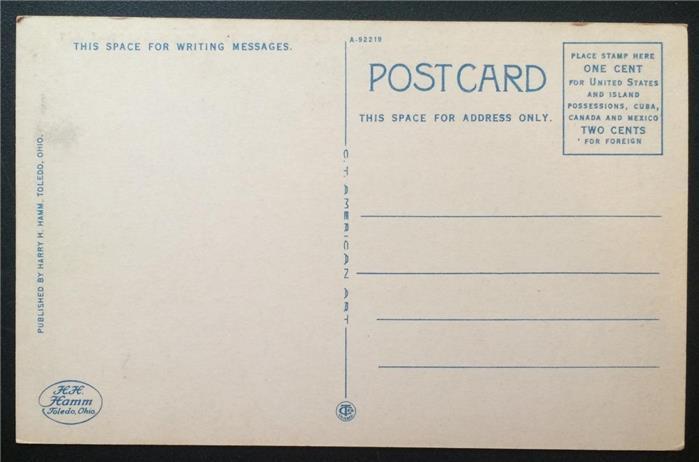 THIS SPACE FOR WRITING MESSAGES.
A-92219
POST CARD
THIS SPACE FOR ADDRESS ONLY.
PLACE STAMP HERE
ONE CENT
FOR UNITED STATES
AND ISLAND
POSSESSIONS, CUBA,
CANADA AND MEXICO
TWO CENTS
FOR FOREIGN
PUBLISHED BY HARRY H. HAMM, TOLEDO, OHIO.
C.T. AMERICAN ART
H.H.
Hamm
Toledo, Ohio.